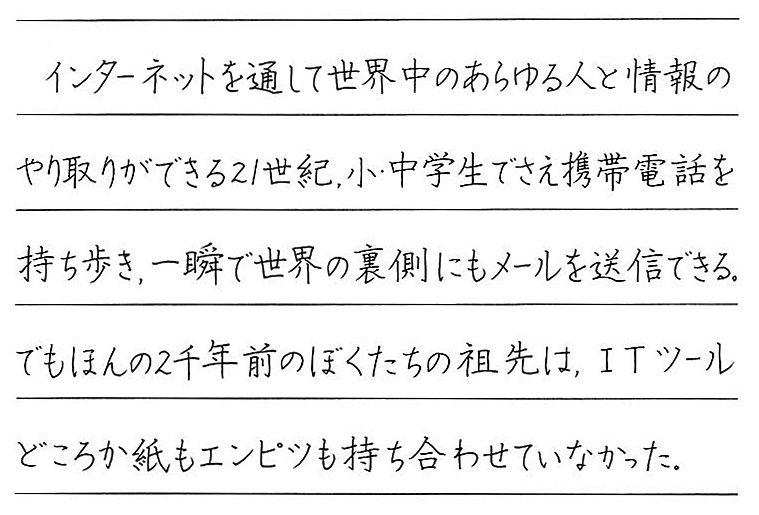 インターネットを通して世界中のあらゆる人と情報の
やり取りができる21世紀,小・中学生でさえ携帯電話を
持ち歩き,一瞬で世界の裏側にもメールを送信できる。
でもほんの2千年前のぼくたちの祖先は,ITツール
どころか紙もエンピツも持ち合わせていなかった。